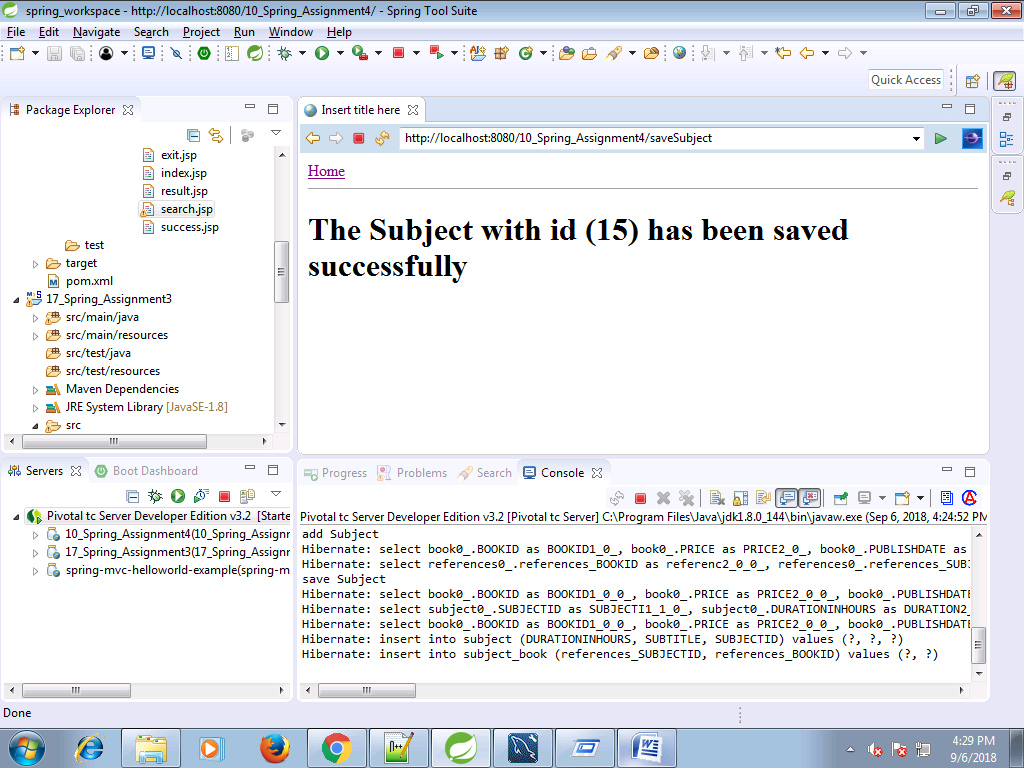 spring_workspace - http://localhost:8080/10_Spring_Assignment4/ - Spring Tool Suite
File Edit Navigate Search Project Run Window Help
Quick Access
Package Explorer
exit.jsp
index.jsp
result.jsp
search.jsp
success.jsp
test
target
pom.xml
17_Spring_Assignment3
src/main/java
src/main/resources
src/test/java
src/test/resources
Maven Dependencies
JRE System Library [JavaSE-1.8]
src
Insert title here
http://localhost:8080/10_Spring_Assignment4/saveSubject
Home
The Subject with id (15) has been saved
successfully
Servers Boot Dashboard
Pivotal tc Server Developer Edition v3.2 [Starte
10_Spring_Assignment4(10_Spring_Assignr
17_Spring_Assignment3(17_Spring_Assignr
spring-mvc-helloworld-example(spring-m
Progress Problems Search Console
Pivotal tc Server Developer Edition v3.2 [Pivotal tc Server] C:\Program Files\Java\jdk1.8.0_144\bin\javaw.exe (Sep 6, 2018, 4:24:52 PM
add Subject
Hibernate: select book0_.BOOKID as BOOKID1_0_, book0_.PRICE as PRICE2_0_, book0_.PUBLISHDATE as
Hibernate: select references0_.references_BOOKID as referenc2_0_0_, references0_.references_SUBJ
save Subject
Hibernate: select book0_.BOOKID as BOOKID1_0_0_, book0_.PRICE as PRICE2_0_0_, book0_.PUBLISHDATE
Hibernate: select subject0_.SUBJECTID as SUBJECTI1_1_0_, subject0_.DURATIONINHOURS as DURATION2_
Hibernate: select book0_.BOOKID as BOOKID1_0_0_, book0_.PRICE as PRICE2_0_0_, book0_.PUBLISHDATE
Hibernate: insert into subject (DURATIONINHOURS, SUBTITLE, SUBJECTID) values (?, ?, ?)
Hibernate: insert into subject_book (references_SUBJECTID, references_BOOKID) values (?, ?)
Done
4:29 PM
9/6/2018